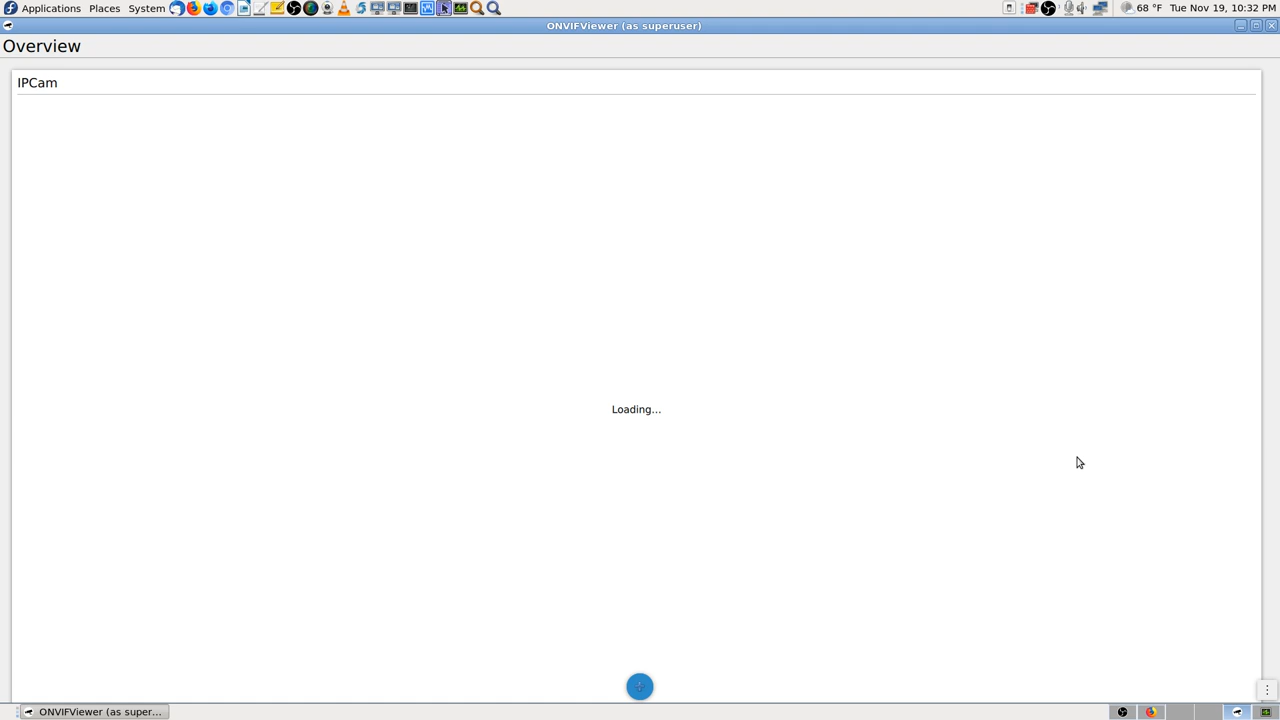 Applications Places System 68 °F Tue Nov 19, 10:32 PM
ONVIFViewer (as superuser)
Overview
IPCam
Loading...
ONVIFViewer (as super...